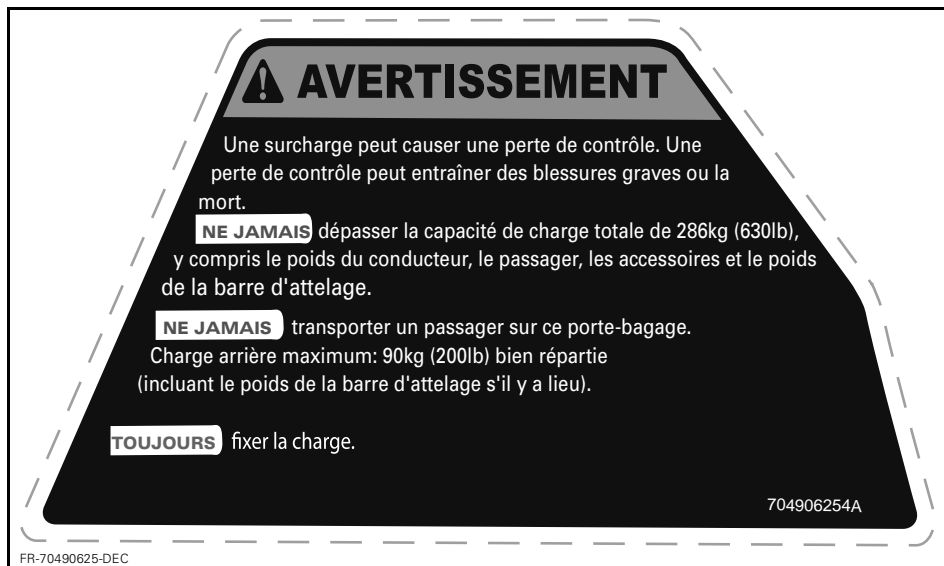 AVERTISSEMENT
Une surcharge peut causer une perte de contrôle. Une
perte de contrôle peut entraîner des blessures graves ou la
mort.
NE JAMAIS dépasser la capacité de charge totale de 286kg (630lb),
y compris le poids du conducteur, le passager, les accessoires et le poids
de la barre d'attelage.
NE JAMAIS transporter un passager sur ce porte-bagage.
Charge arrière maximum: 90kg (200lb) bien répartie
(incluant le poids de la barre d'attelage s'il y a lieu).
TOUJOURS fixer la charge.
704906254A
FR-70490625-DEC